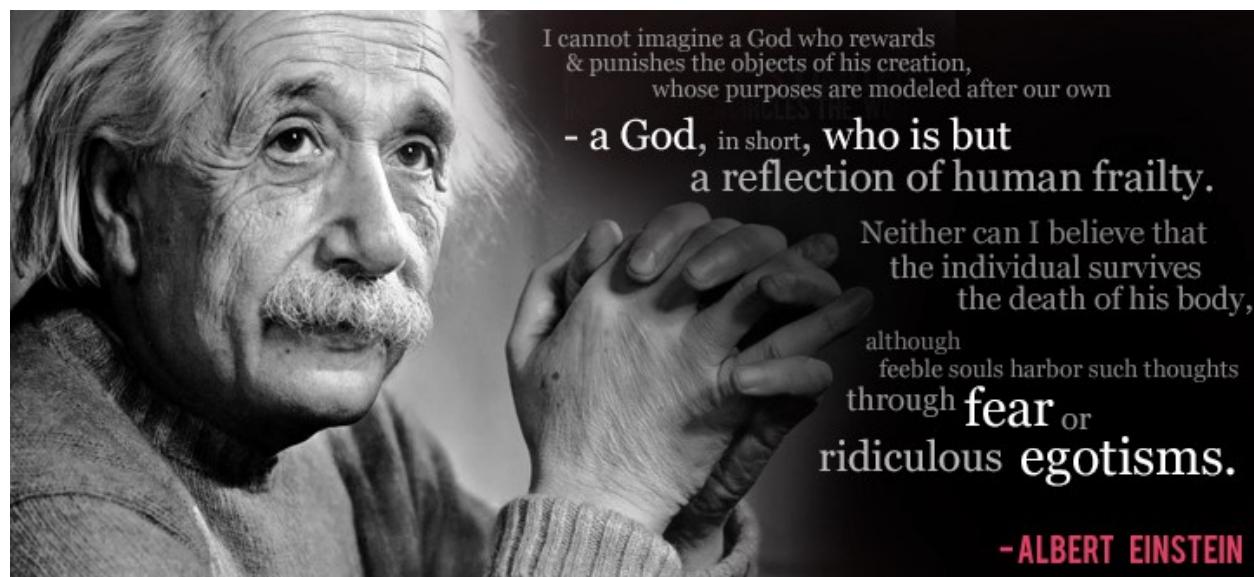 I cannot imagine a God who rewards
& punishes the objects of his creation,
whose purposes are modeled after our own
- a God, in short, who is but
a reflection of human frailty.
Neither can I believe that
the individual survives
the death of his body,
although
feeble souls harbor such thoughts
through fear or
ridiculous egotisms.
-ALBERT EINSTEIN